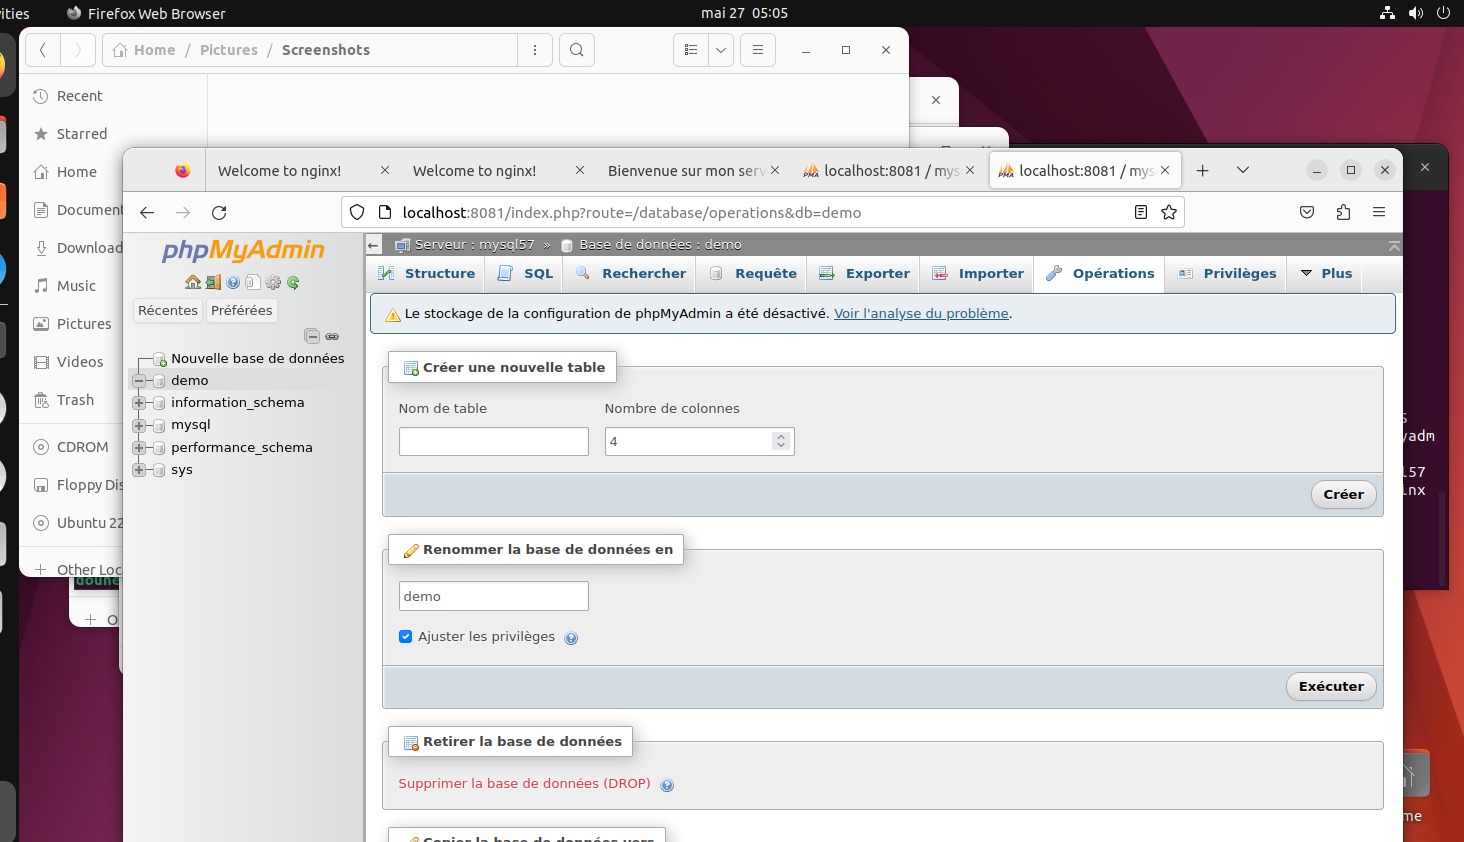 ities
Firefox Web Browser
mai 27 05:05
Home / Pictures / Screenshots
Recent
Starred
Home
Document
Download
Music
Pictures
Videos
Trash
CDROM
Floppy Dis
Ubuntu 22
Other Loc
Welcome to nginx!
Welcome to nginx!
Bienvenue sur mon serv
localhost:8081 / mys
localhost:8081 / mys
localhost:8081/index.php?route=/database/operations&db=demo
phpMyAdmin
Récentes
Préférées
Nouvelle base de données
demo
information_schema
mysql
performance_schema
sys
Serveur : mysql57 » Base de données : demo
Structure
SQL
Rechercher
Requête
Exporter
Importer
Opérations
Privilèges
Plus
Le stockage de la configuration de phpMyAdmin a été désactivé. Voir l'analyse du problème.
Créer une nouvelle table
Nom de table
Nombre de colonnes
4
Créer
Renommer la base de données en
demo
Ajuster les privilèges
Exécuter
Retirer la base de données
Supprimer la base de données (DROP)
Copier la base de données vers
yadm
l57
inx
me